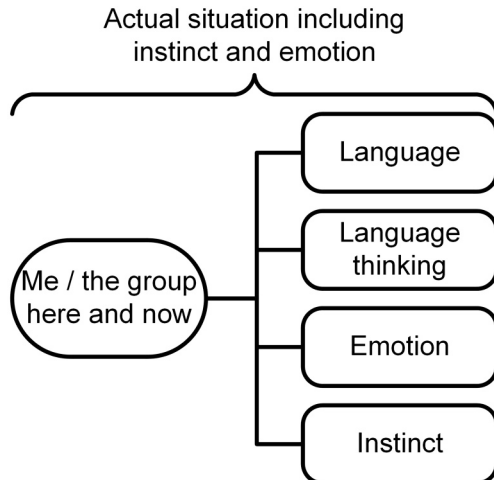 Actual situation including
instinct and emotion
Language
Language
thinking
Me / the group
here and now
Emotion
Instinct